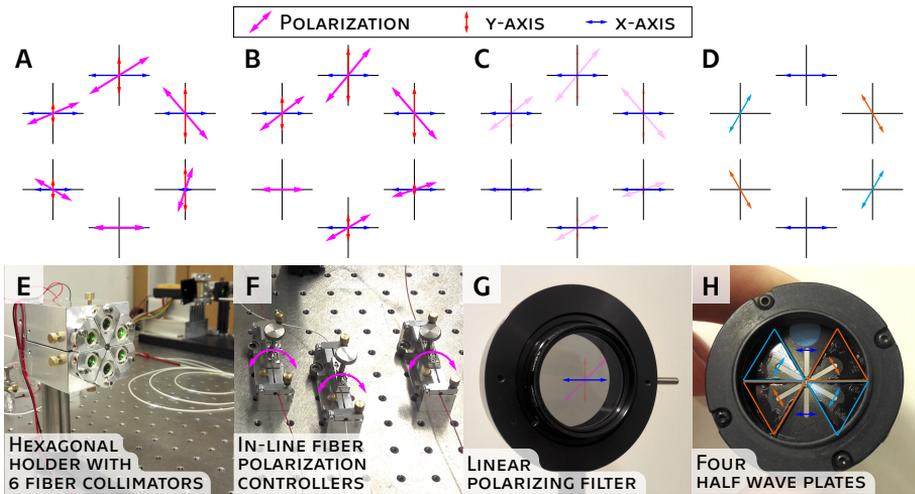 Polarization y-axis x-axis
A B C D
E F G H
Hexagonal
holder with
6 fiber collimators
In-line fiber
polarization
controllers
Linear
polarizing filter
Four
half wave plates